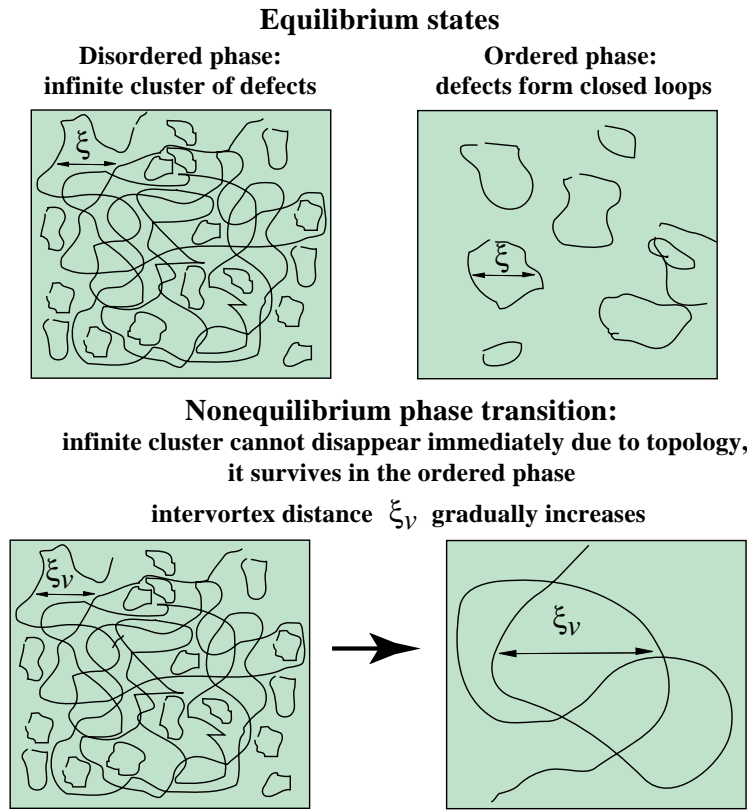 Equilibrium states
Disordered phase:
infinite cluster of defects
Ordered phase:
defects form closed loops
ξ
ξ
Nonequilibrium phase transition:
infinite cluster cannot disappear immediately due to topology,
it survives in the ordered phase
intervortex distance ξv gradually increases
ξv
ξv